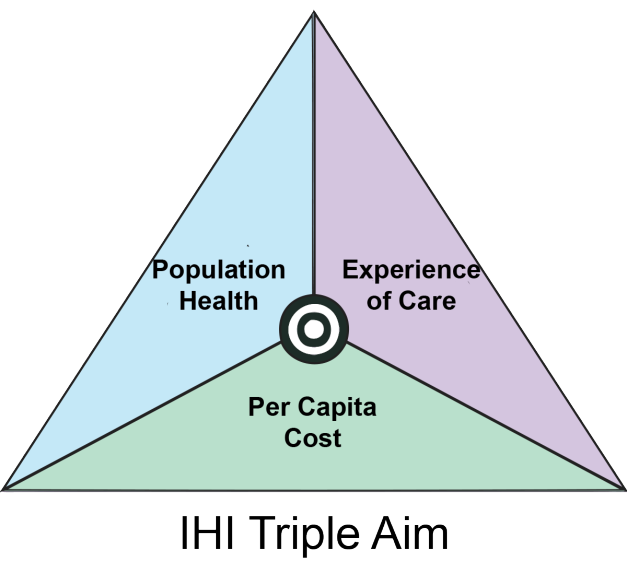 Population
Health
Experience
of Care
Per Capita
Cost
IHI Triple Aim